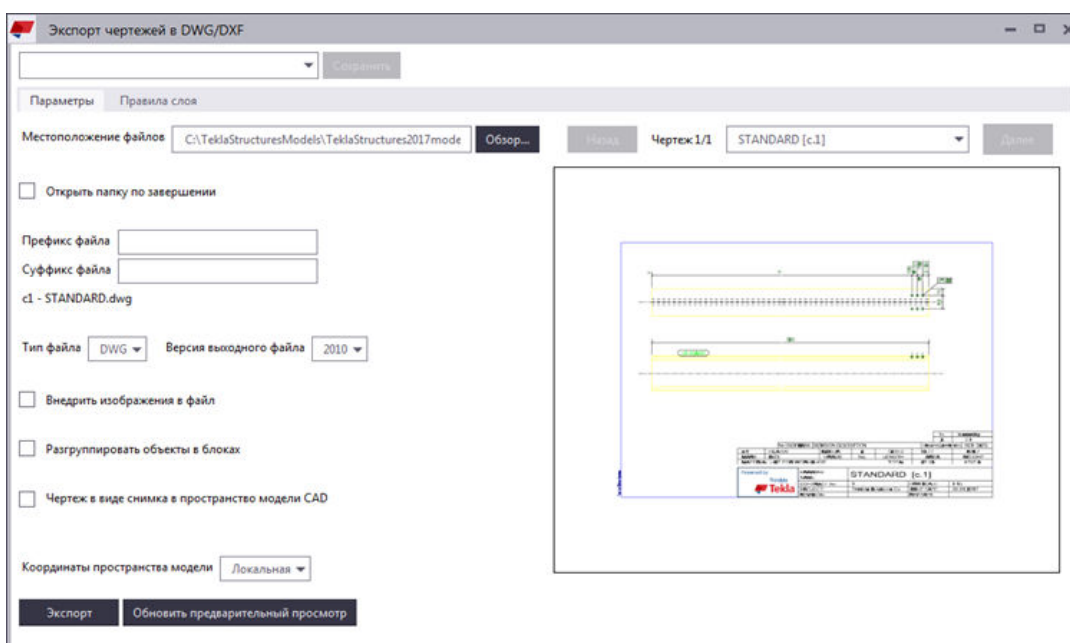 Экспорт чертежей в DWG/DXF
Сохранить
Параметры Правила слоя
Местоположение файлов C:\TeklaStructuresModels\TeklaStructures2017mode Обзор... Назад Чертеж 1/1 STANDARD [c.1] Далее
Открыть папку по завершении
Префикс файла
Суффикс файла
c1 - STANDARD.dwg
Тип файла DWG Версия выходного файла 2010
Внедрить изображения в файл
Разгруппировать объекты в блоках
Чертеж в виде снимка в пространство модели CAD
Координаты пространства модели Локальная
Экспорт Обновить предварительный просмотр
STANDARD [c.1]
Tekla